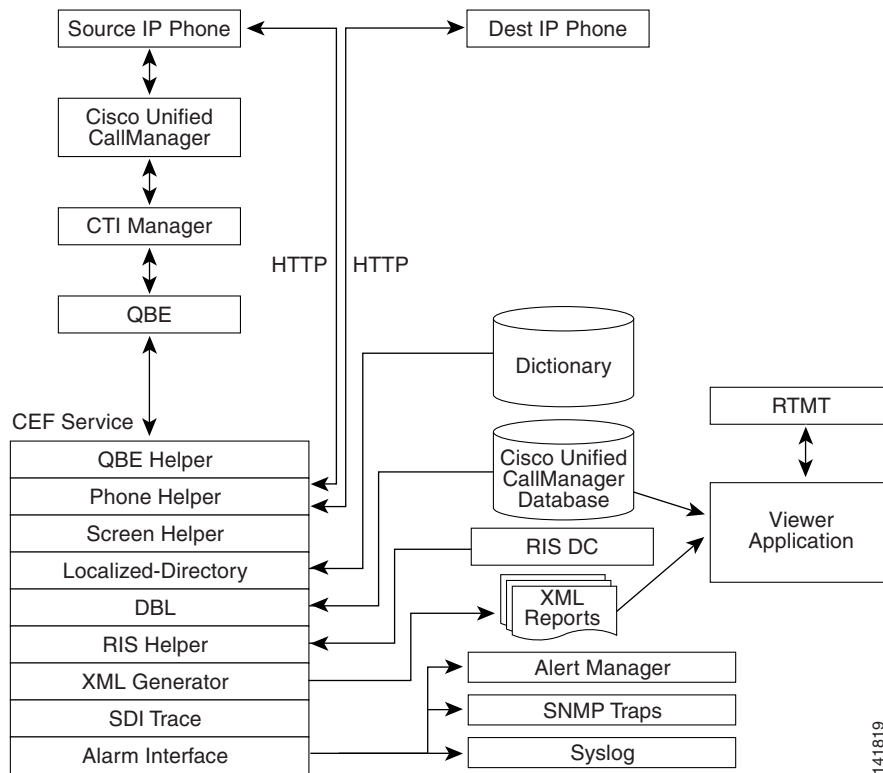 Source IP Phone
Dest IP Phone
Cisco Unified
CallManager
CTI Manager
HTTP
HTTP
QBE
Dictionary
CEF Service
RTMT
QBE Helper
Phone Helper
Screen Helper
Localized-Directory
DBL
RIS Helper
XML Generator
SDI Trace
Alarm Interface
Cisco Unified
CallManager
Database
Viewer
Application
RIS DC
XML
Reports
Alert Manager
SNMP Traps
Syslog
141819